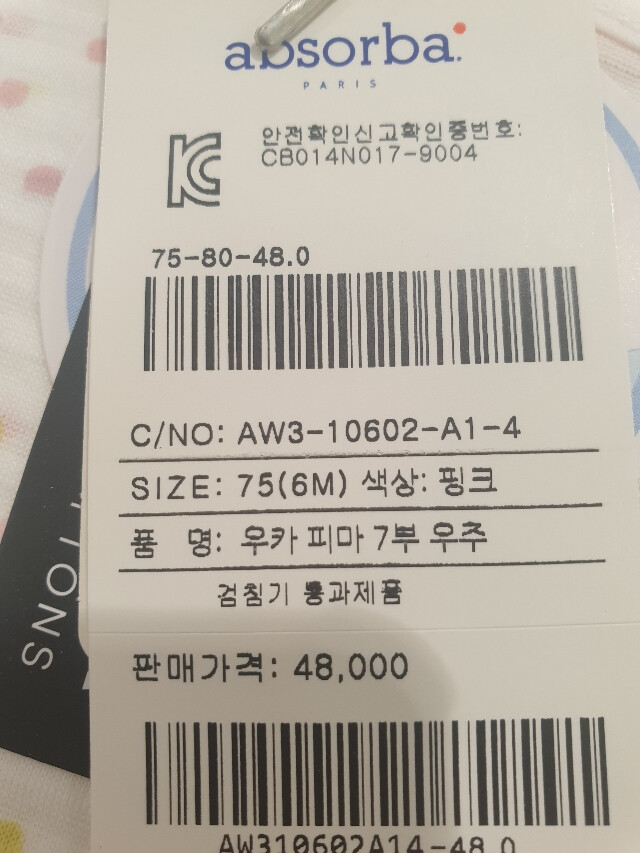 absorba
PARIS
안전확인신고확인증번호:
CB014N017-9004
75-80-48.0
C/NO: AW3-10602-A1-4
SIZE: 75(6M) 색상: 핑크
품 명: 우카 피마 7부 우주
검침기 통과제품
판매가격: 48,000
AW310602A14-48.0